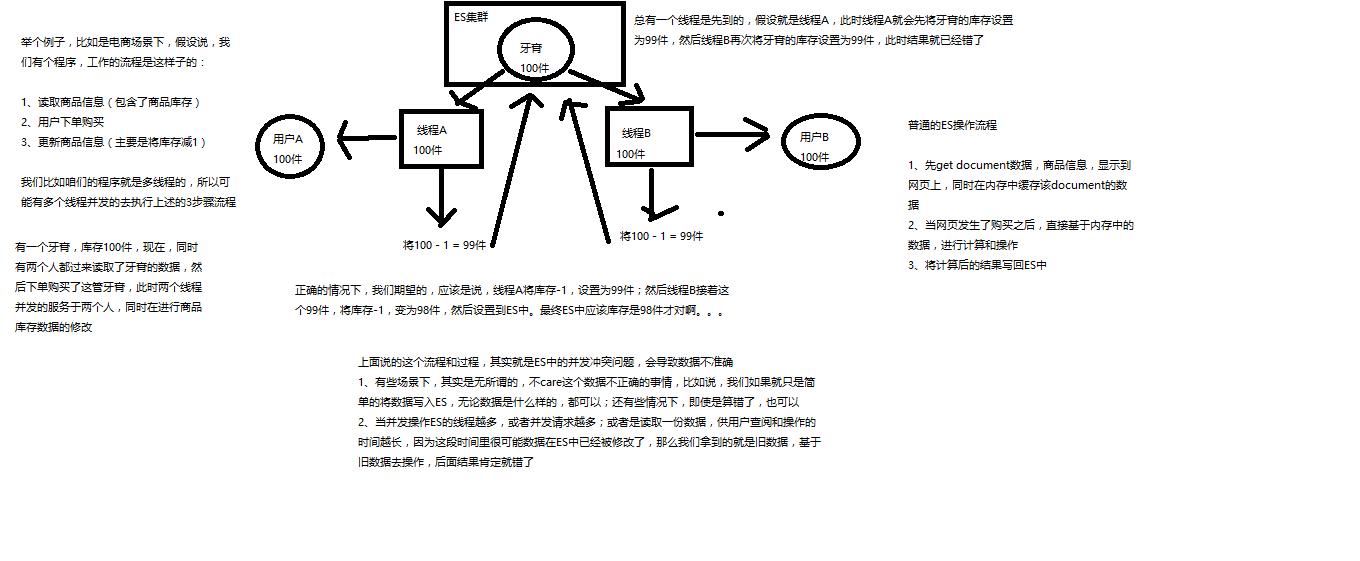 举个例子，比如是电商场景下，假设说，我
们有个程序，工作的流程是这样子的：
1、读取商品信息（包含了商品库存）
2、用户下单购买
3、更新商品信息（主要是将库存减1）
我们比如咱们的程序就是多线程的，所以可
能有多个线程并发的去执行上述的3步骤流程
有一个牙膏，库存100件，现在，同时
有两个人都过来读取了牙膏的数据，然
后下单购买了这管牙膏，此时两个线程
并发的服务于两个人，同时在进行商品
库存数据的修改
ES集群
牙膏
100件
总有一个线程是先到的，假设就是线程A，此时线程A就会先将牙膏的库存设置
为99件，然后线程B再次将牙膏的库存设置为99件，此时结果就已经错了
用户A
100件
线程A
100件
线程B
100件
用户B
100件
将100 - 1 = 99件
将100 - 1 = 99件
普通的ES操作流程
1、先get document数据，商品信息，显示到
网页上，同时在内存中缓存该document的数
据
2、当网页发生了购买之后，直接基于内存中的
数据，进行计算和操作
3、将计算后的结果写回ES中
正确的情况下，我们期望的，应该是说，线程A将库存-1，设置为99件；然后线程B接着这
个99件，将库存-1，变为98件，然后设置到ES中。最终ES中应该库存是98件才对啊。。。
上面说的这个流程和过程，其实就是ES中的并发冲突问题，会导致数据不准确
1、有些场景下，其实是无所谓的，不care这个数据不正确的事情，比如说，我们如果就只是简
单的将数据写入ES，无论数据是什么样的，都可以；还有些情况下，即使是算错了，也可以
2、当并发操作ES的线程越多，或者并发请求越多；或者是读取一份数据，供用户查阅和操作的
时间越长，因为这段时间里很可能数据在ES中已经被修改了，那么我们拿到的就是旧数据，基于
旧数据去操作，后面结果肯定就错了